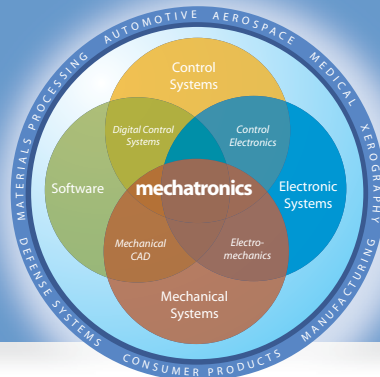 MATERIALS PROCESSING AUTOMOTIVE AEROSPACE MEDICAL XEROGRAPHY
Control
Systems
Digital Control
Systems
Control
Electronics
Software
mechatronics
Electronic
Systems
Mechanical
CAD
Electro-
mechanics
Mechanical
Systems
DEFENSE SYSTEMS CONSUMER PRODUCTS MANUFACTURING